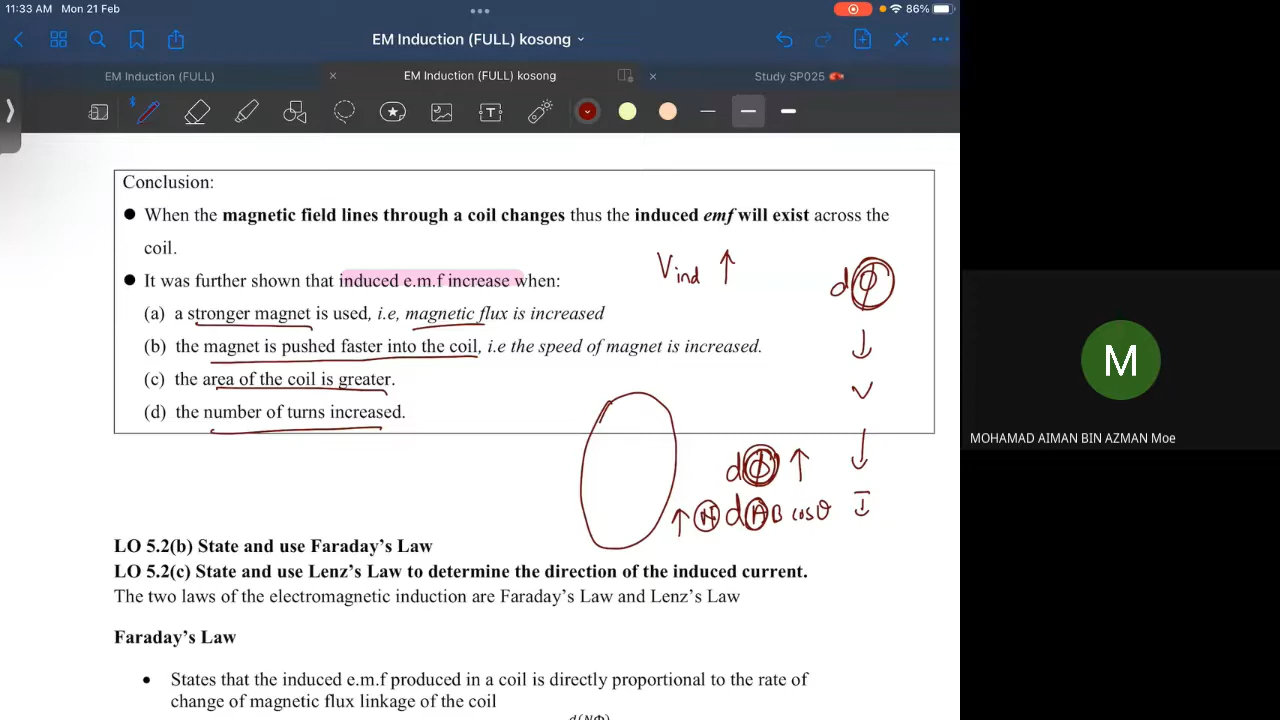 11:33 AM Mon 21 Feb
86%
EM Induction (FULL) kosong
EM Induction (FULL)
EM Induction (FULL) kosong
Study SP025
T
Conclusion:
● When the magnetic field lines through a coil changes thus the induced emf will exist across the
coil.
● It was further shown that induced e.m.f increase when:
(a) a stronger magnet is used, i.e, magnetic flux is increased
(b) the magnet is pushed faster into the coil, i.e the speed of magnet is increased.
(c) the area of the coil is greater.
(d) the number of turns increased.
Vind ↑
dΦ
↓
V
↓
I
dΦ ↑
↑ N dA B cos θ
LO 5.2(b) State and use Faraday's Law
LO 5.2(c) State and use Lenz's Law to determine the direction of the induced current.
The two laws of the electromagnetic induction are Faraday's Law and Lenz's Law
Faraday's Law
• States that the induced e.m.f produced in a coil is directly proportional to the rate of
change of magnetic flux linkage of the coil
d(NΦ)
M
MOHAMAD AIMAN BIN AZMAN Moe